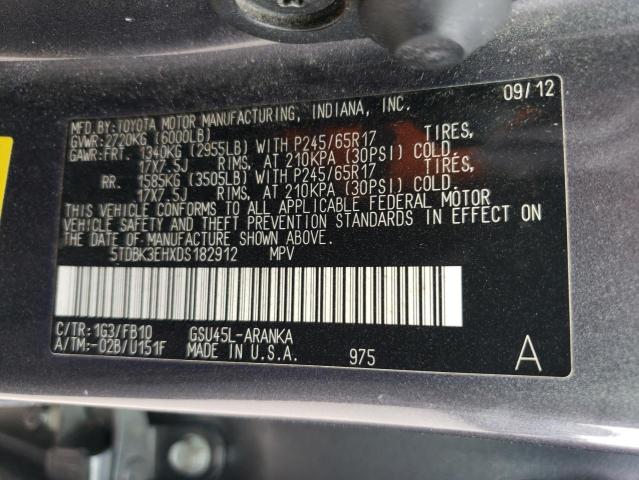 MFD. BY:TOYOTA MOTOR MANUFACTURING, INDIANA, INC. 09/12
GVWR: 2720KG (6000LB)
GAWR: FRT. 1340KG (2955LB) WITH P245/65R17 TIRES,
17X7.5J RIMS, AT 210KPA (30PSI) COLD.
RR. 1585KG (3505LB) WITH P245/65R17 TIRES,
17X7.5J RIMS, AT 210KPA (30PSI) COLD.
THIS VEHICLE CONFORMS TO ALL APPLICABLE FEDERAL MOTOR
VEHICLE SAFETY AND THEFT PREVENTION STANDARDS IN EFFECT ON
THE DATE OF MANUFACTURE SHOWN ABOVE.
5TDBK3EHXDS182912 MPV
C/TR: 1G3/FB10 GSU45L-ARANKA
A/TM:-02B/U151F MADE IN U.S.A. 975 A